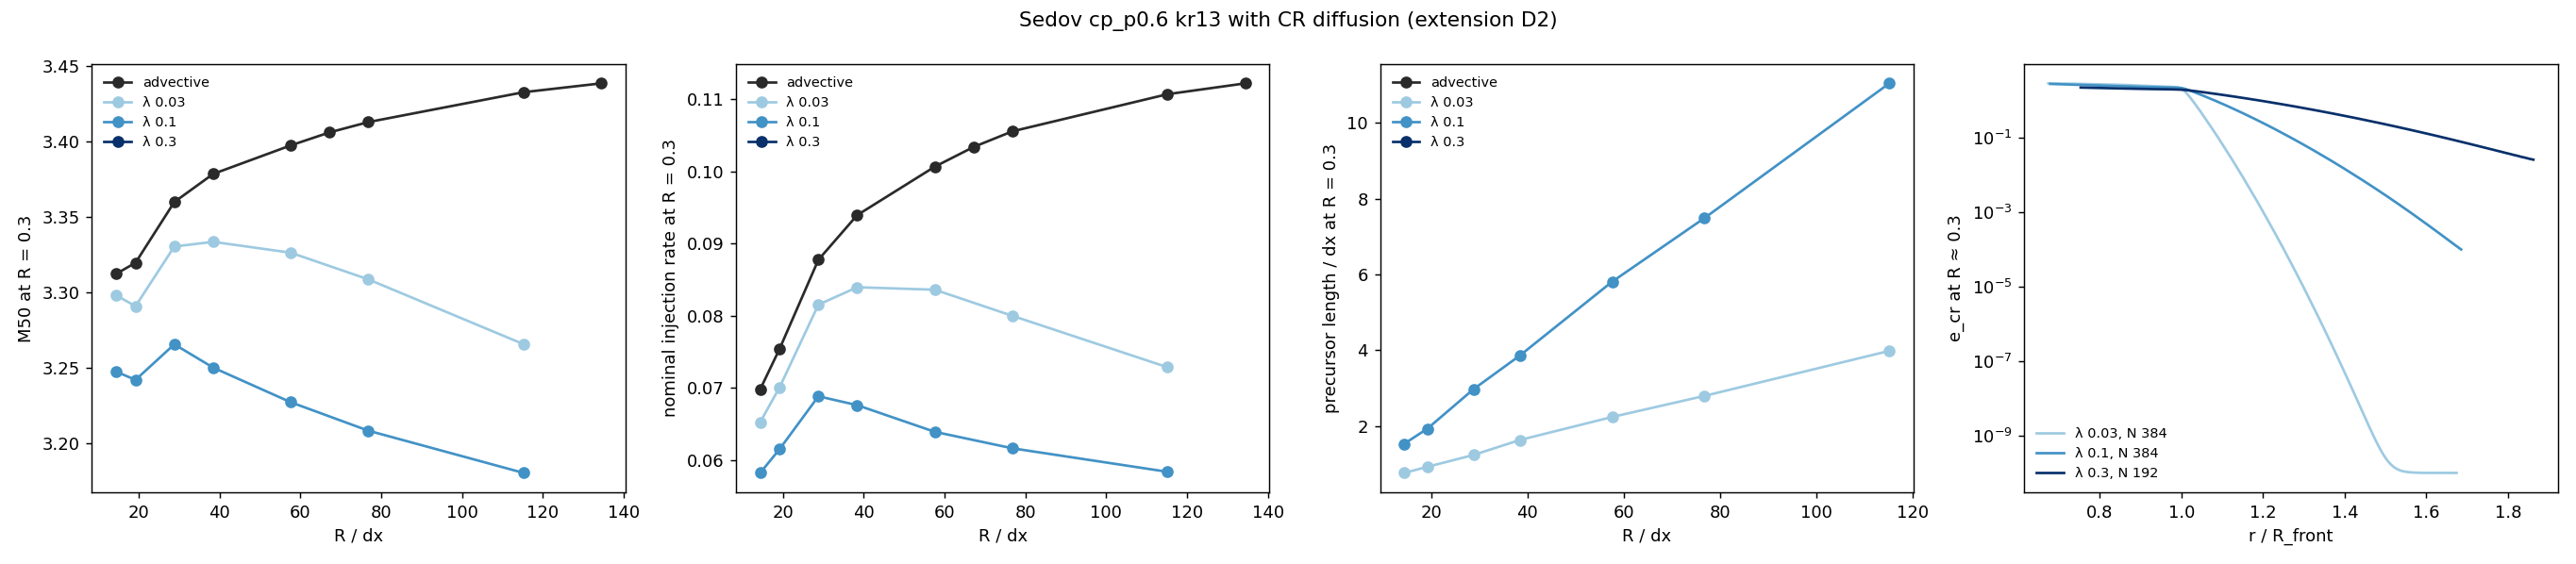 Sedov cp_p0.6 kr13 with CR diffusion (extension D2)
M50 at R = 0.3
3.45
3.40
3.35
3.30
3.25
3.20
advective
λ 0.03
λ 0.1
λ 0.3
20 40 60 80 100 120 140
R / dx
nominal injection rate at R = 0.3
0.11
0.10
0.09
0.08
0.07
0.06
advective
λ 0.03
λ 0.1
λ 0.3
20 40 60 80 100 120 140
R / dx
precursor length / dx at R = 0.3
10
8
6
4
2
advective
λ 0.03
λ 0.1
λ 0.3
20 40 60 80 100 120
R / dx
e_cr at R ≈ 0.3
10⁻¹
10⁻³
10⁻⁵
10⁻⁷
10⁻⁹
λ 0.03, N 384
λ 0.1, N 384
λ 0.3, N 192
0.8 1.0 1.2 1.4 1.6 1.8
r / R_front